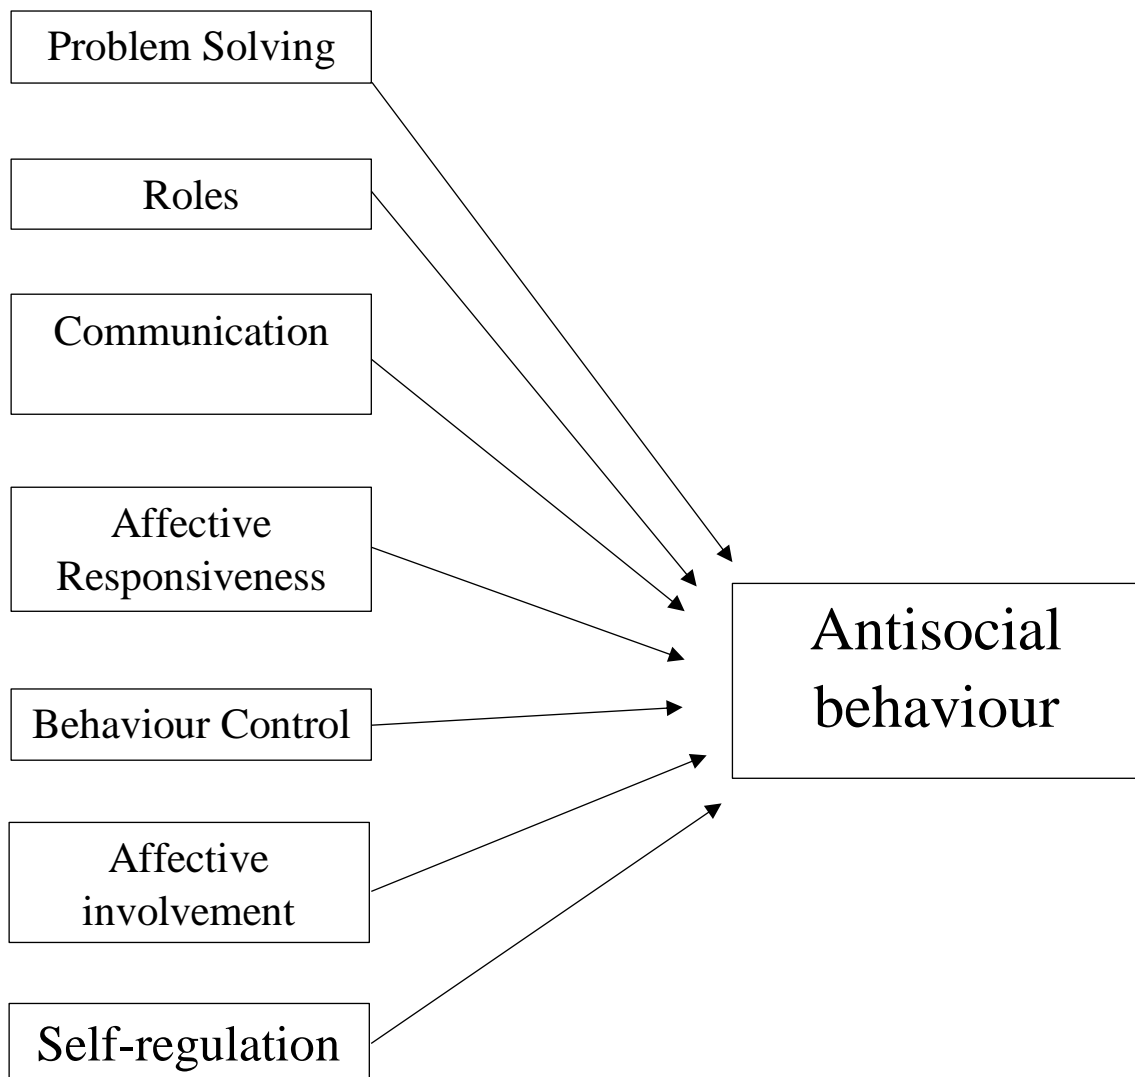 Problem Solving
Roles
Communication
Affective
Responsiveness
Behaviour Control
Affective
involvement
Self-regulation
Antisocial
behaviour